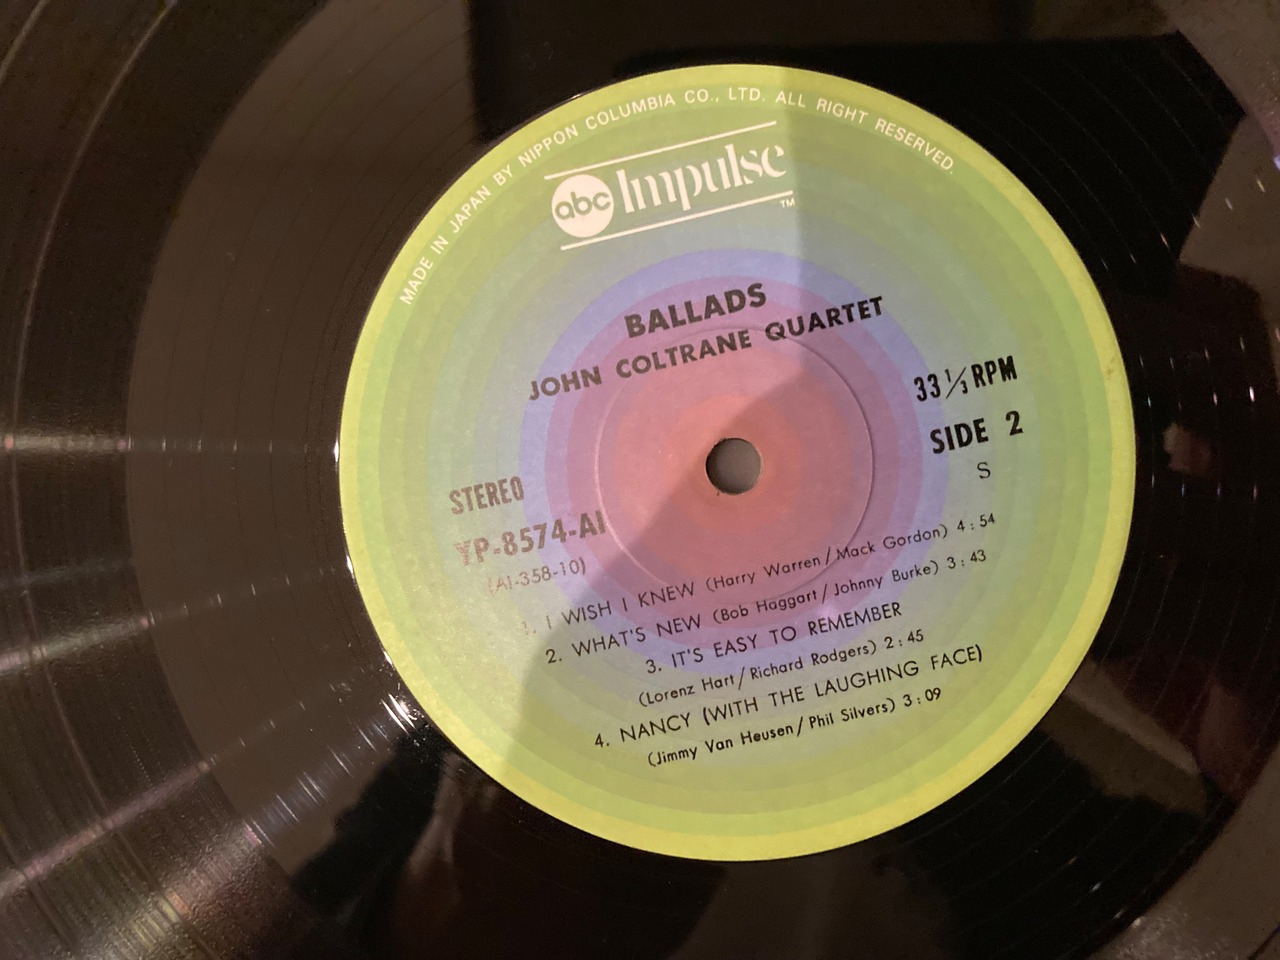 MADE IN JAPAN BY NIPPON COLUMBIA CO., LTD. ALL RIGHT RESERVED.
abc Impulse TM
BALLADS
JOHN COLTRANE QUARTET
33 1/3 RPM
SIDE 2
S
STEREO
YP-8574-AI
(AI-358-10)
1. I WISH I KNEW (Harry Warren/Mack Gordon) 4:54
2. WHAT'S NEW (Bob Haggart/Johnny Burke) 3:43
3. IT'S EASY TO REMEMBER
(Lorenz Hart/Richard Rodgers) 2:45
4. NANCY (WITH THE LAUGHING FACE)
(Jimmy Van Heusen/Phil Silvers) 3:09